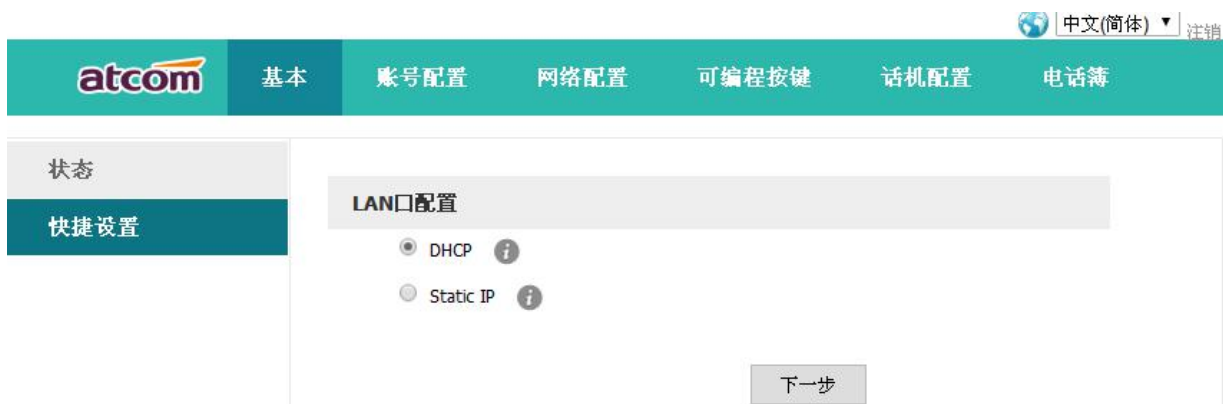 中文(简体)
注销
atcom 基本 账号配置 网络配置 可编程按键 话机配置 电话簿
状态
快捷设置
LAN口配置
DHCP
Static IP
下一步